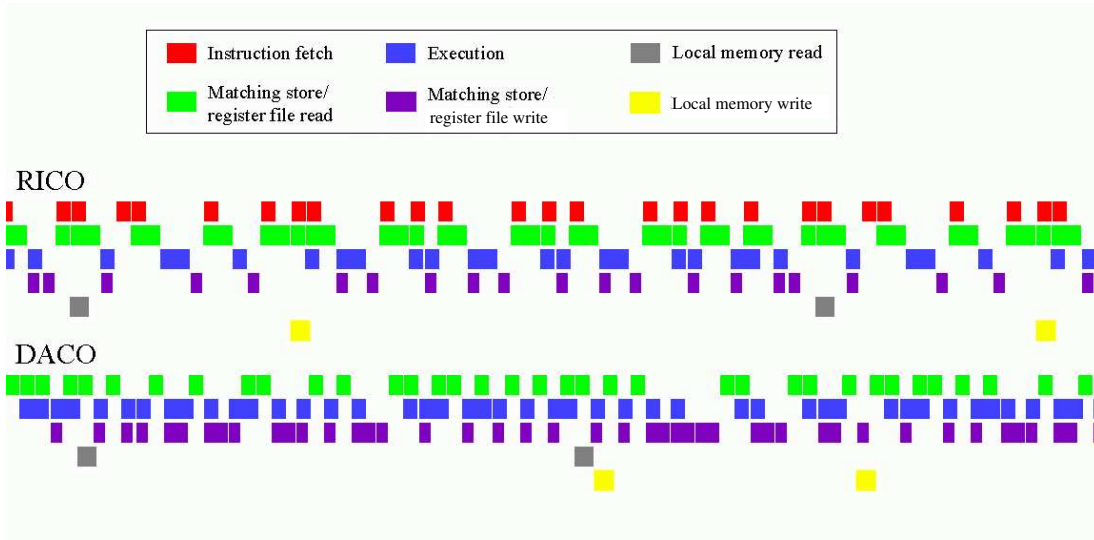 Instruction fetch
Execution
Local memory read
Matching store/
register file read
Matching store/
register file write
Local memory write
RICO
DACO